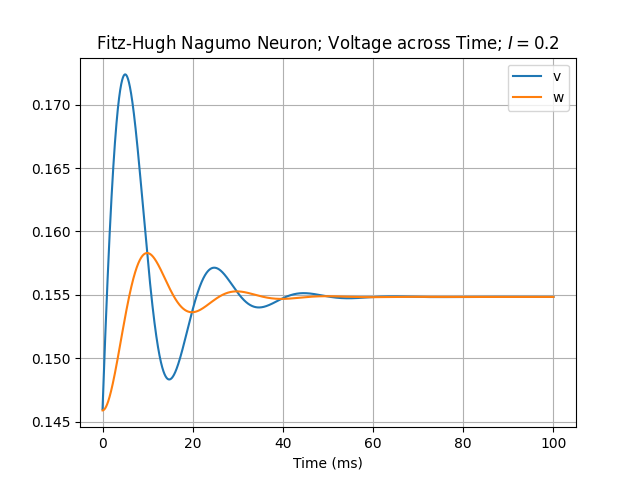 Fitz-Hugh Nagumo Neuron; Voltage across Time; I = 0.2
v
w
0.170
0.165
0.160
0.155
0.150
0.145
0 20 40 60 80 100
Time (ms)